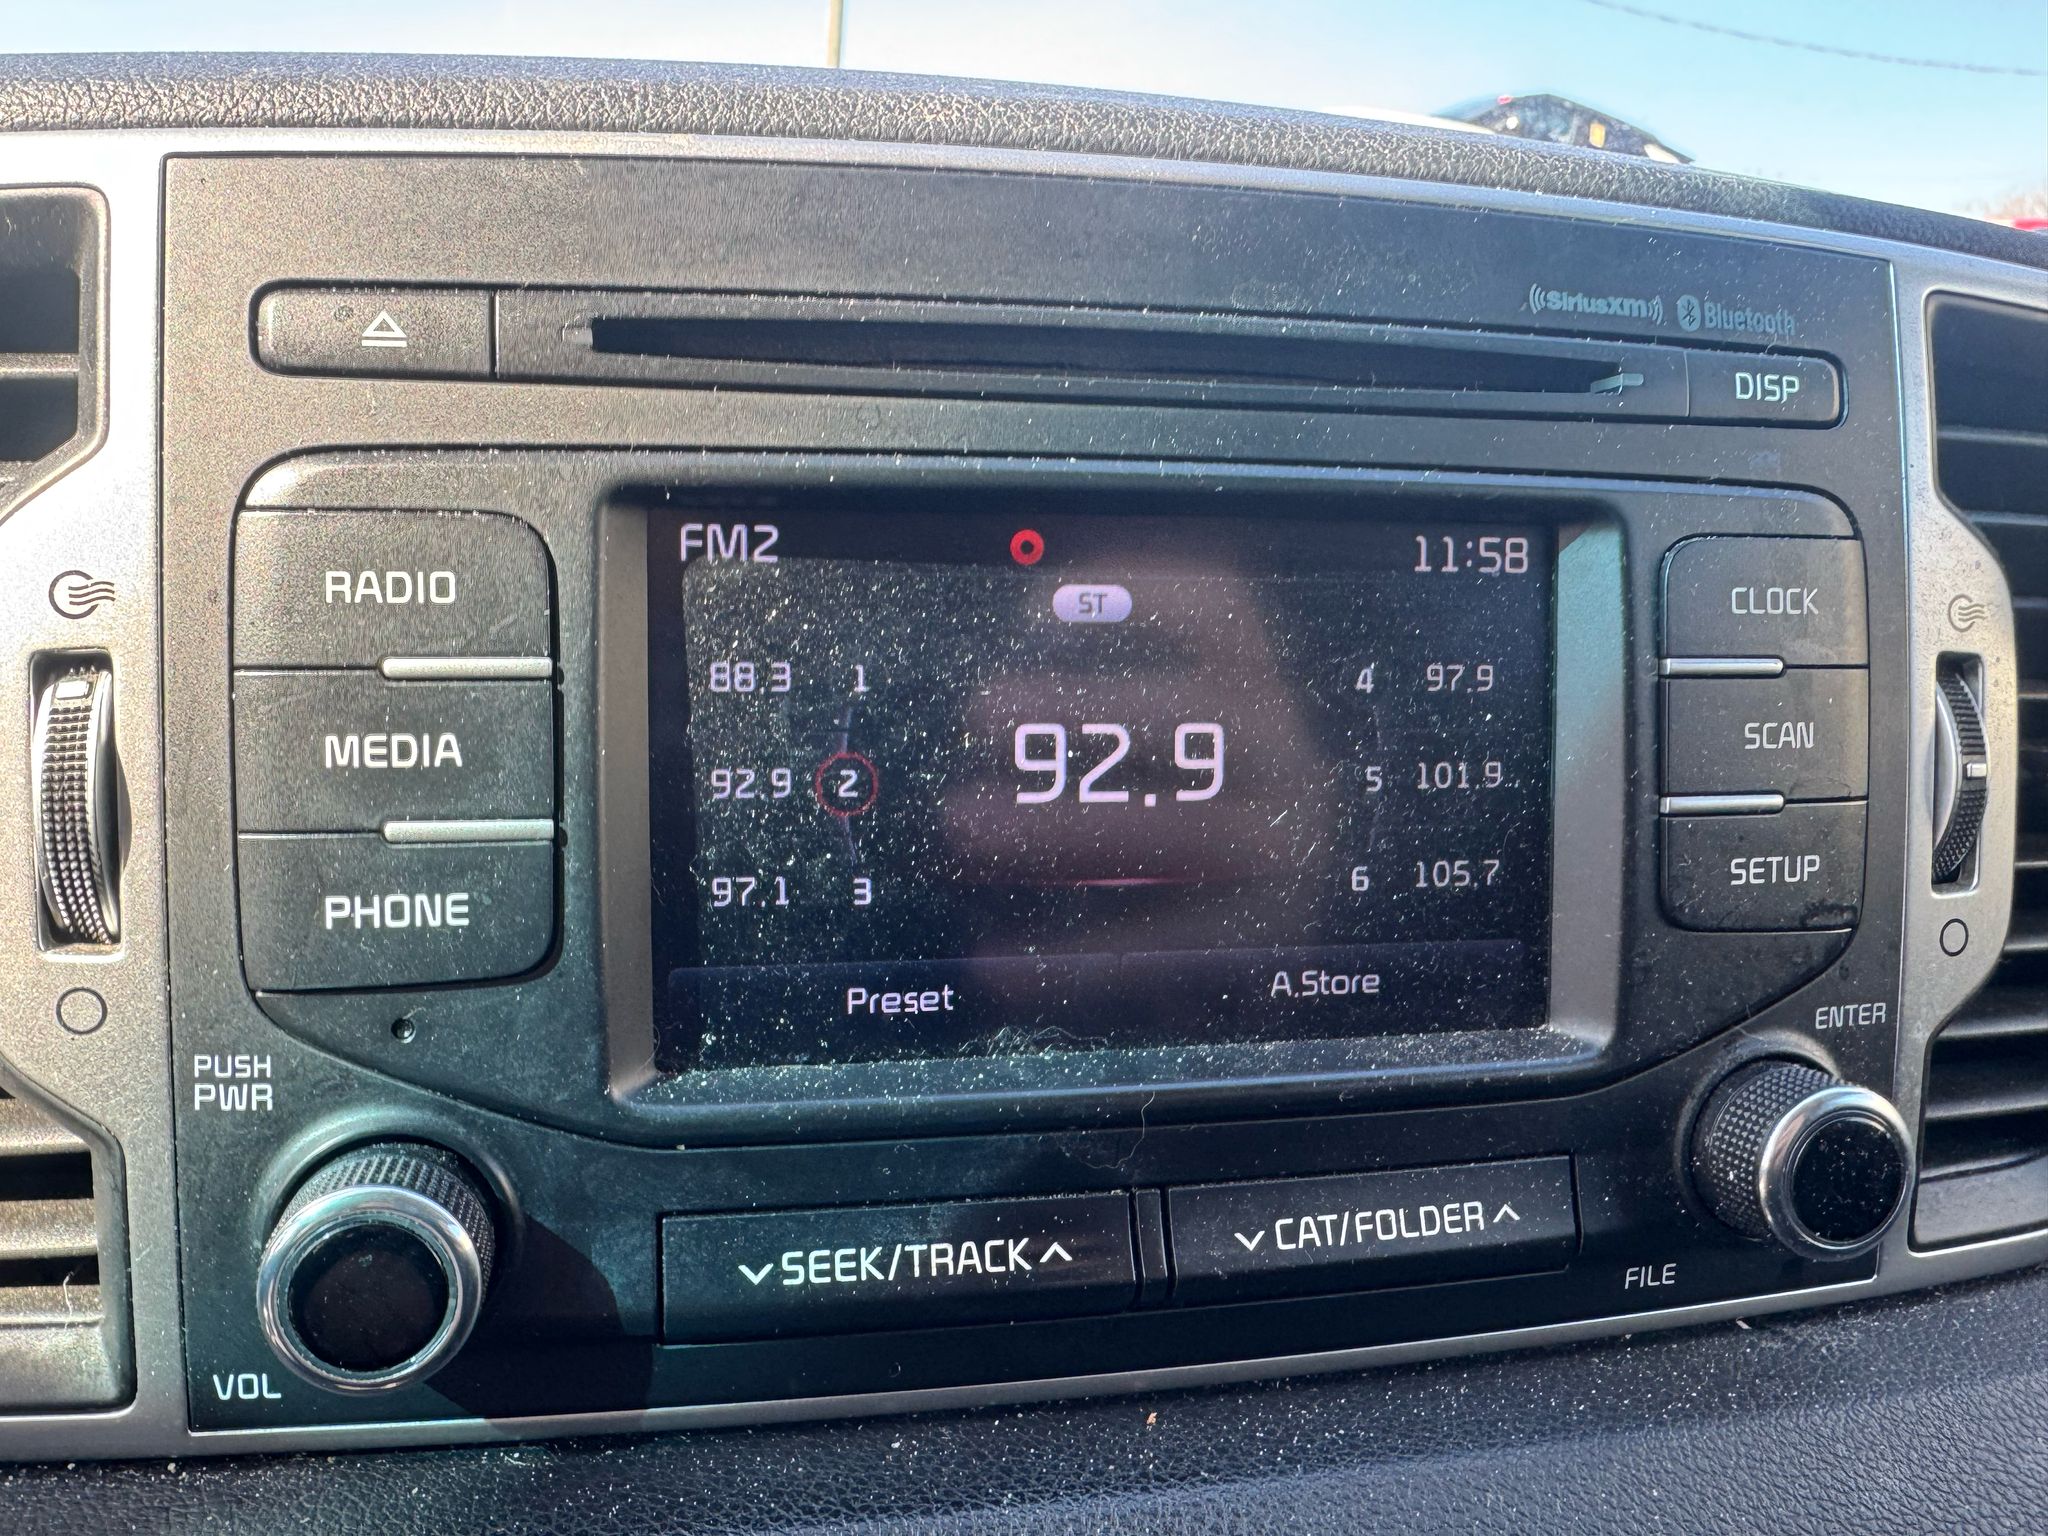 SiriusXM Bluetooth
DISP
RADIO
MEDIA
PHONE
FM2
11:58
ST
88.3 1
92.9 2
97.1 3
92.9
4 97.9
5 101.9
6 105.7
Preset
A.Store
CLOCK
SCAN
SETUP
PUSH
PWR
VOL
SEEK/TRACK
CAT/FOLDER
ENTER
FILE